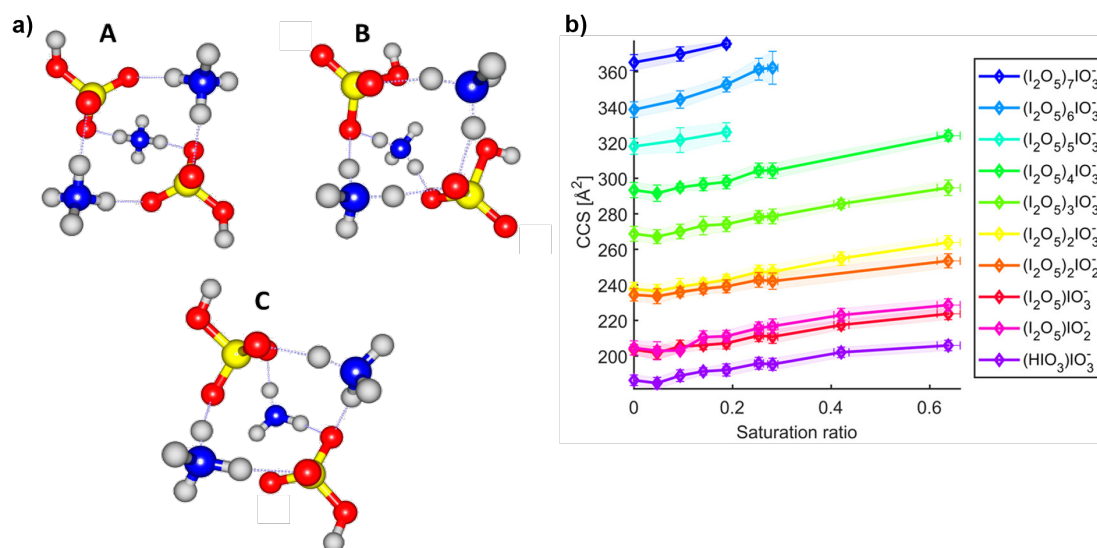 a)
A
B
C
b)
CCS [Å²]
360
340
320
300
280
260
240
220
200
0
0.2
0.4
0.6
Saturation ratio
(I₂O₅)₇IO₃⁻
(I₂O₅)₆IO₃⁻
(I₂O₅)₅IO₃⁻
(I₂O₅)₄IO₃⁻
(I₂O₅)₃IO₃⁻
(I₂O₅)₂IO₃⁻
(I₂O₅)₂IO₂⁻
(I₂O₅)IO₃⁻
(I₂O₅)IO₂⁻
(HIO₃)IO₃⁻